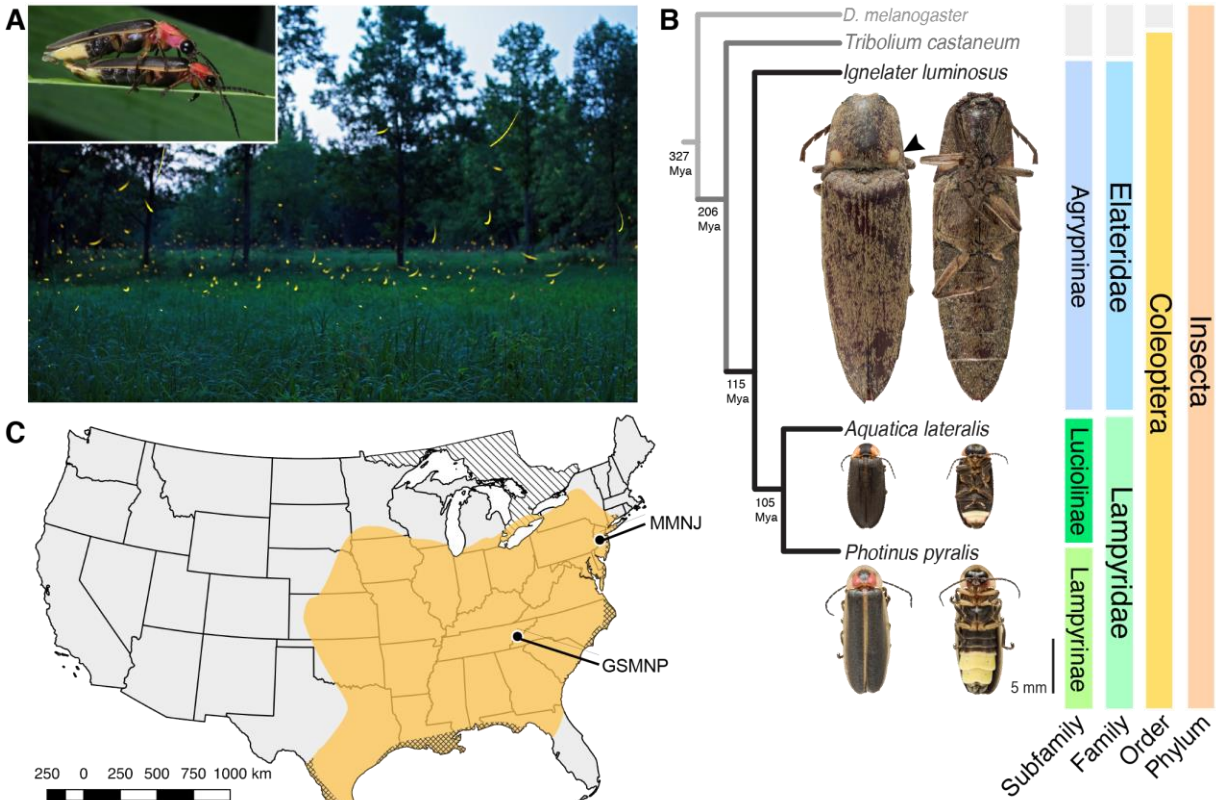 A
B
D. melanogaster
Tribolium castaneum
Ignelater luminosus
327
Mya
206
Mya
115
Mya
Aquatica lateralis
105
Mya
Photinus pyralis
5 mm
Agrypninae
Elateridae
Luciolinae
Lampyrinae
Lampyridae
Coleoptera
Insecta
Subfamily
Family
Order
Phylum
C
MMNJ
GSMNP
250 0 250 500 750 1000 km